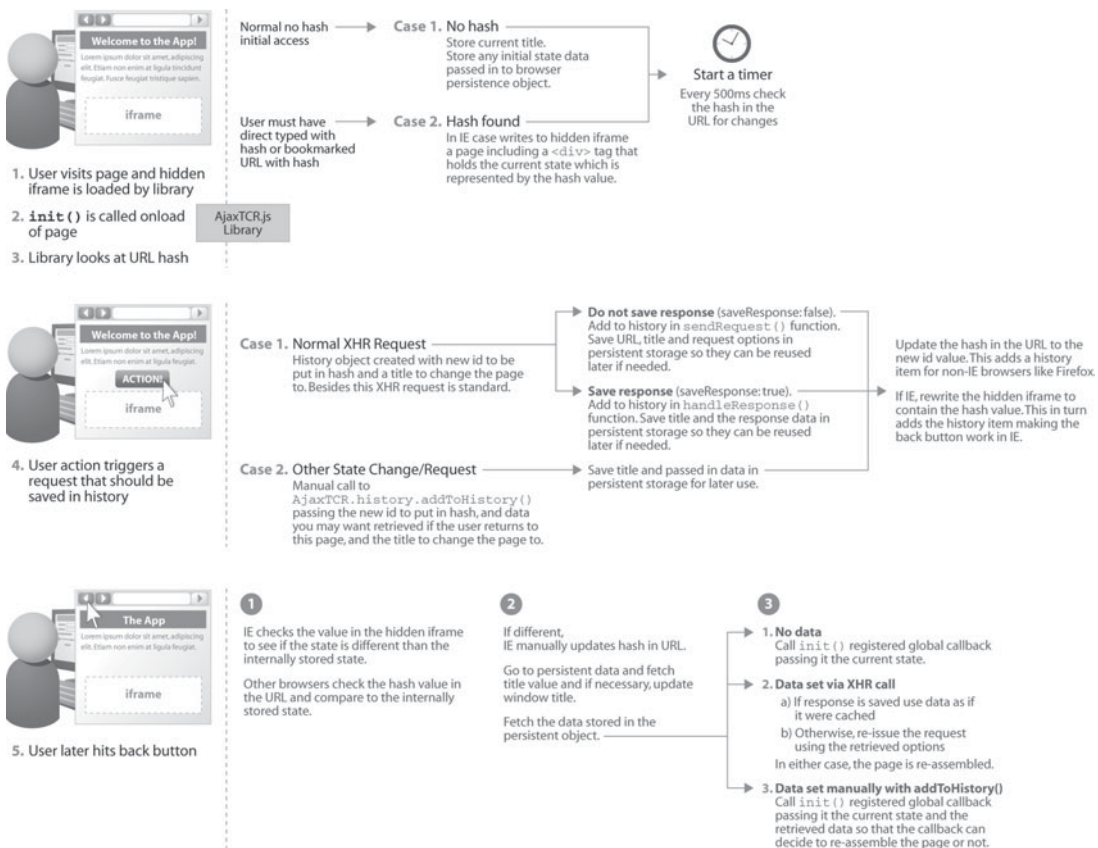 Welcome to the App!
Lorem ipsum dolor sit amet, adipiscing
elit. Etiam non enim at ligula tincidunt
feugiat. Fusce feugiat tristique sapien.
iframe
1. User visits page and hidden
iframe is loaded by library
2. init() is called onload
of page
3. Library looks at URL hash
AjaxTCR.js
Library
Normal no hash
initial access
Case 1. No hash
Store current title.
Store any initial state data
passed in to browser
persistence object.
User must have
direct typed with
hash or bookmarked
URL with hash
Case 2. Hash found
In IE case writes to hidden iframe
a page including a <div> tag that
holds the current state which is
represented by the hash value.
Start a timer
Every 500ms check
the hash in the
URL for changes
Welcome to the App!
Lorem ipsum dolor sit amet, adipiscing
elit. Etiam non enim at ligula feugiat.
ACTION!
iframe
4. User action triggers a
request that should be
saved in history
Case 1. Normal XHR Request
History object created with new id to be
put in hash and a title to change the page
to. Besides this XHR request is standard.
Do not save response (saveResponse:false).
Add to history in sendRequest() function.
Save URL, title and request options in
persistent storage so they can be reused
later if needed.
Save response (saveResponse:true).
Add to history in handleResponse()
function. Save title and the response data in
persistent storage so they can be reused
later if needed.
Case 2. Other State Change/Request
Manual call to
AjaxTCR.history.addToHistory()
passing the new id to put in hash, and data
you may want retrieved if the user returns to
this page, and the title to change the page to.
Save title and passed in data in
persistent storage for later use.
Update the hash in the URL to the
new id value. This adds a history
item for non-IE browsers like Firefox.
If IE, rewrite the hidden iframe to
contain the hash value. This in turn
adds the history item making the
back button work in IE.
The App
Lorem ipsum dolor sit amet, adipiscing
elit. Etiam non enim at ligula feugiat.
5. User later hits back button
1
IE checks the value in the hidden iframe
to see if the state is different than the
internally stored state.
Other browsers check the hash value in
the URL and compare to the internally
stored state.
2
If different,
IE manually updates hash in URL.
Go to persistent data and fetch
title value and if necessary, update
window title.
Fetch the data stored in the
persistent object.
3
1. No data
Call init() registered global callback
passing it the current state.
2. Data set via XHR call
a) If response is saved use data as if
it were cached
b) Otherwise, re-issue the request
using the retrieved options
In either case, the page is re-assembled.
3. Data set manually with addToHistory()
Call init() registered global callback
passing it the current state and the
retrieved data so that the callback can
decide to re-assemble the page or not.